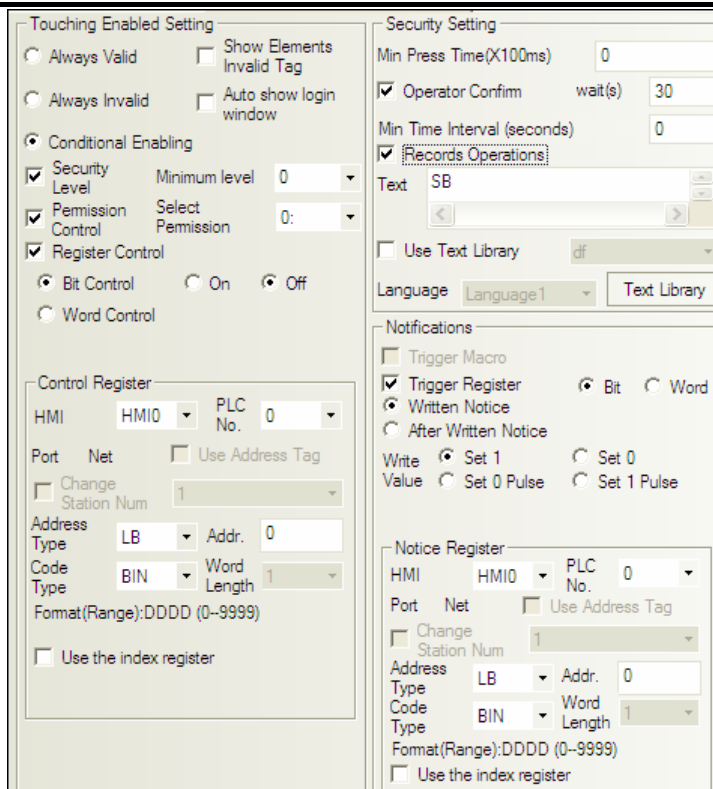 Touching Enabled Setting
Always Valid
Show Elements
Invalid Tag
Always Invalid
Auto show login
window
Conditional Enabling
Security
Level
Minimum level
0
Permission
Control
Select
Permission
0:
Register Control
Bit Control
On
Off
Word Control
Control Register
HMI
HMI0
PLC
No.
0
Port
Net
Use Address Tag
Change
Station Num
1
Address
Type
LB
Addr.
0
Code
Type
BIN
Word
Length
1
Format(Range):DDDD (0--9999)
Use the index register
Security Setting
Min Press Time(X100ms)
0
Operator Confirm
wait(s)
30
Min Time Interval (seconds)
0
Records Operations
Text
SB
Use Text Library
df
Language
Language1
Text Library
Notifications
Trigger Macro
Trigger Register
Bit
Word
Written Notice
After Written Notice
Write
Value
Set 1
Set 0
Set 0 Pulse
Set 1 Pulse
Notice Register
HMI
HMI0
PLC
No.
0
Port
Net
Use Address Tag
Change
Station Num
1
Address
Type
LB
Addr.
0
Code
Type
BIN
Word
Length
1
Format(Range):DDDD (0--9999)
Use the index register